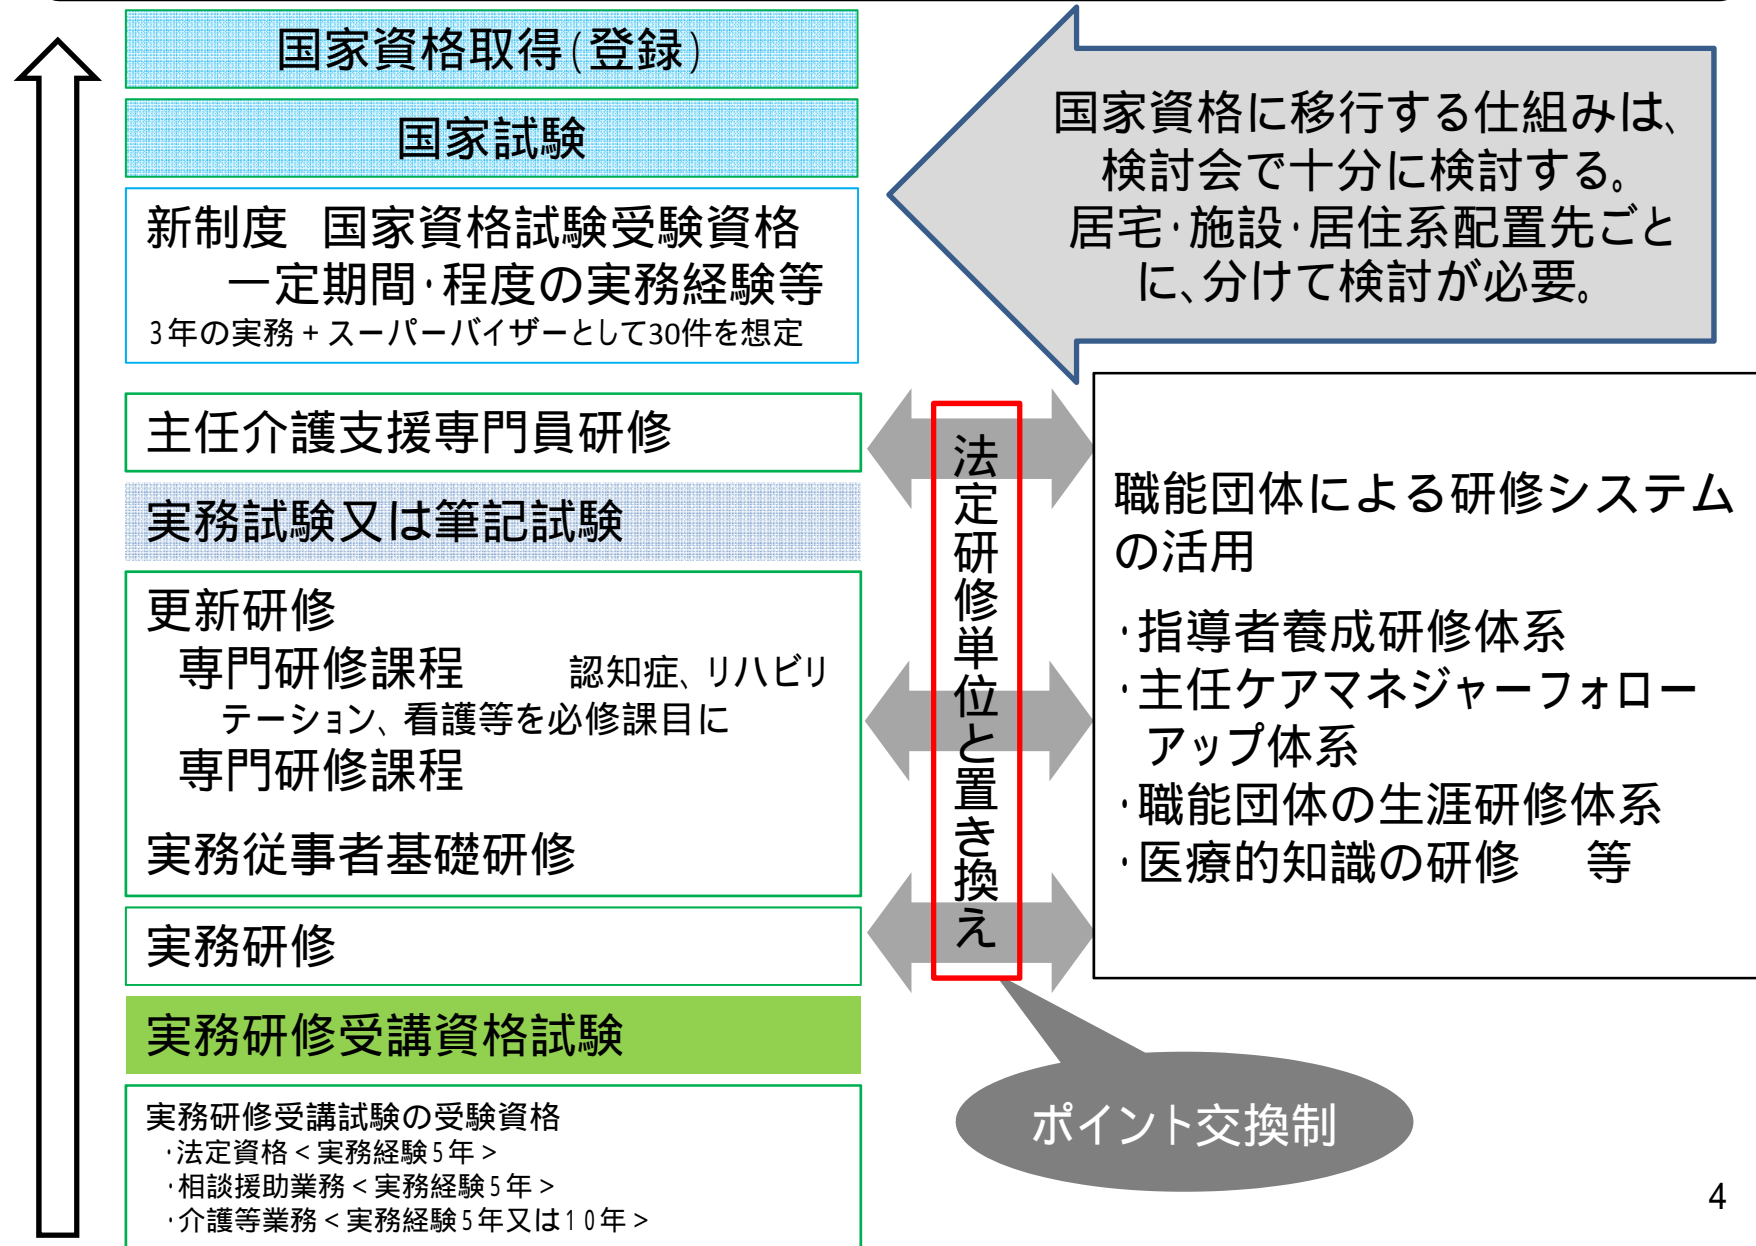 国家資格取得(登録)
国家試験
新制度 国家資格試験受験資格
一定期間・程度の実務経験等
3年の実務+スーパーバイザーとして30件を想定
主任介護支援専門員研修
実務試験又は筆記試験
更新研修
専門研修課程 認知症、リハビリ
テーション、看護等を必修課目に
専門研修課程
実務従事者基礎研修
実務研修
実務研修受講資格試験
実務研修受講試験の受験資格
・法定資格<実務経験5年>
・相談援助業務<実務経験5年>
・介護等業務<実務経験5年又は10年>
国家資格に移行する仕組みは、
検討会で十分に検討する。
居宅・施設・居住系配置先ごと
に、分けて検討が必要。
法定研修単位と置き換え
職能団体による研修システム
の活用
・指導者養成研修体系
・主任ケアマネジャーフォロー
アップ体系
・職能団体の生涯研修体系
・医療的知識の研修 等
ポイント交換制
4